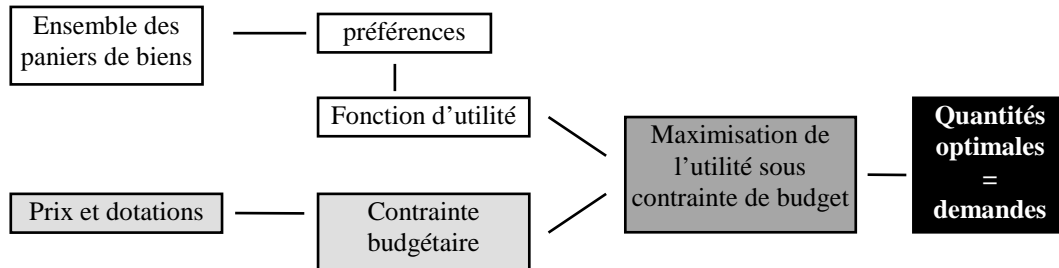 Ensemble des
paniers de biens
préférences
Fonction d’utilité
Prix et dotations
Contrainte
budgétaire
Maximisation de
l’utilité sous
contrainte de budget
Quantités
optimales
=
demandes